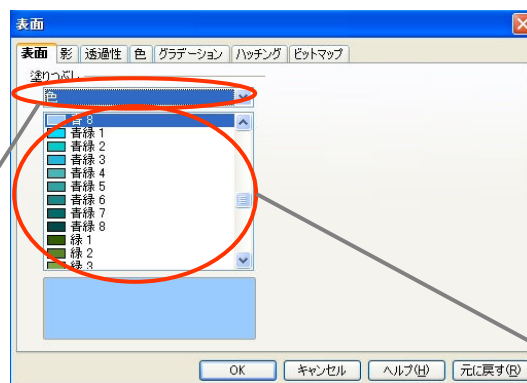 表面
表面 影 透過性 色 グラデーション ハッチング ビットマップ
塗りつぶし
色
青 8
青緑 1
青緑 2
青緑 3
青緑 4
青緑 5
青緑 6
青緑 7
青緑 8
緑 1
緑 2
緑 3
OK キャンセル ヘルプ(H) 元に戻す(R)